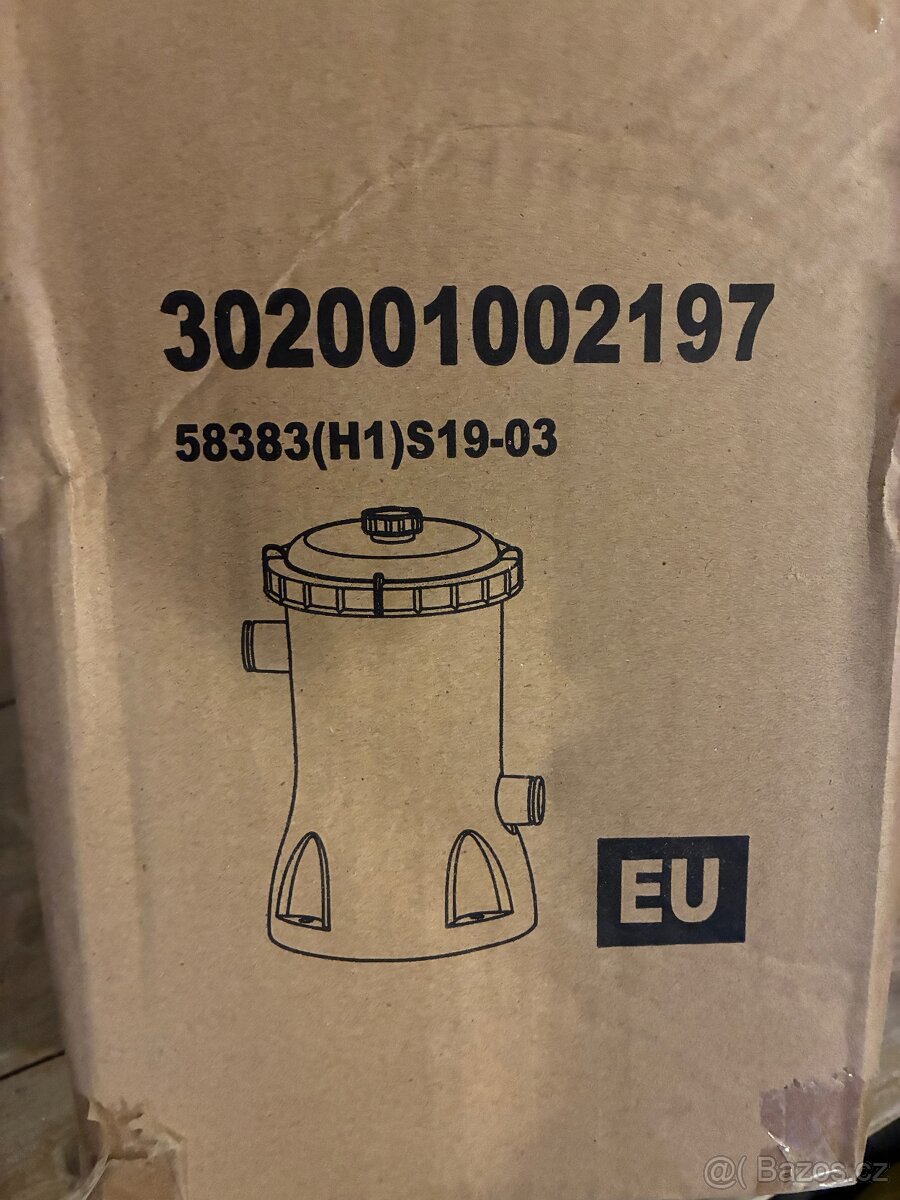 302001002197
58383(H1)S19-03
EU
@( Bazos.cz